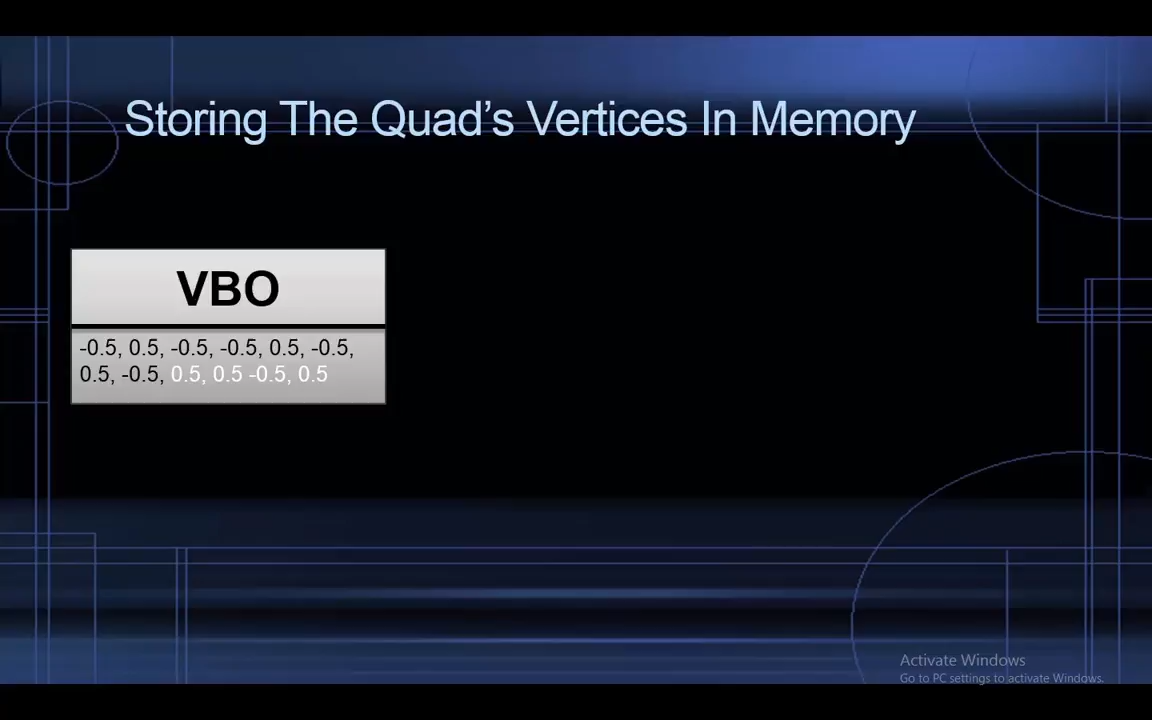 Storing The Quad’s Vertices In Memory
VBO
-0.5, 0.5, -0.5, -0.5, 0.5, -0.5,
0.5, -0.5, 0.5, 0.5 -0.5, 0.5
Activate Windows
Go to PC settings to activate Windows.